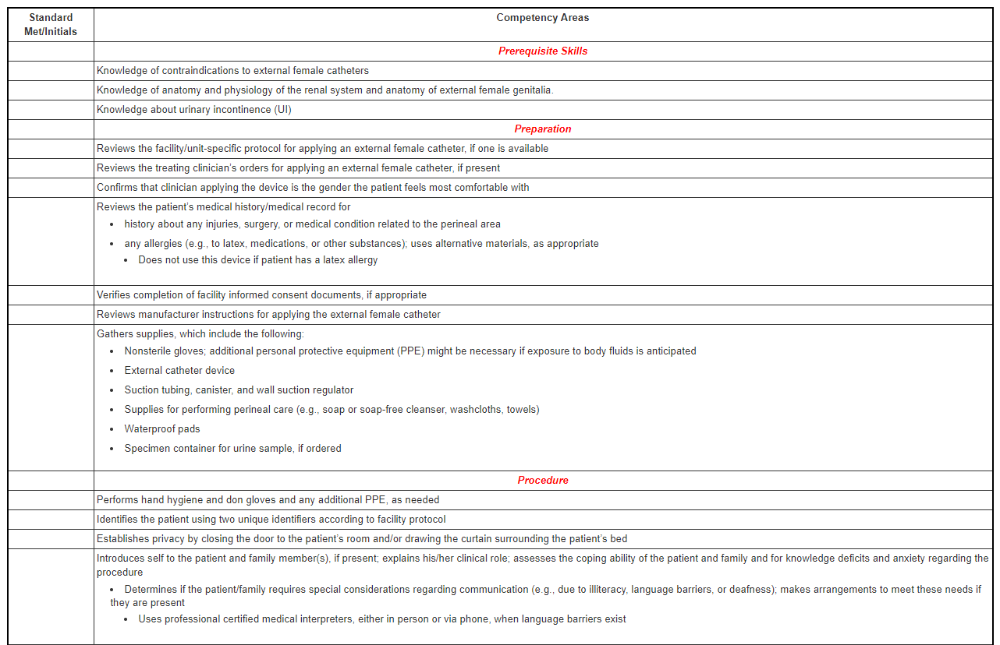 Standard
Met/Initials
Competency Areas
Prerequisite Skills
Knowledge of contraindications to external female catheters
Knowledge of anatomy and physiology of the renal system and anatomy of external female genitalia.
Knowledge about urinary incontinence (UI)
Preparation
Reviews the facility/unit-specific protocol for applying an external female catheter, if one is available
Reviews the treating clinician's orders for applying an external female catheter, if present
Confirms that clinician applying the device is the gender the patient feels most comfortable with
Reviews the patient's medical history/medical record for
• history about any injuries, surgery, or medical condition related to the perineal area
• any allergies (e.g., to latex, medications, or other substances); uses alternative materials, as appropriate
• Does not use this device if patient has a latex allergy
Verifies completion of facility informed consent documents, if appropriate
Reviews manufacturer instructions for applying the external female catheter
Gathers supplies, which include the following:
• Nonsterile gloves; additional personal protective equipment (PPE) might be necessary if exposure to body fluids is anticipated
• External catheter device
• Suction tubing, canister, and wall suction regulator
• Supplies for performing perineal care (e.g., soap or soap-free cleanser, washcloths, towels)
• Waterproof pads
• Specimen container for urine sample, if ordered
Procedure
Performs hand hygiene and don gloves and any additional PPE, as needed
Identifies the patient using two unique identifiers according to facility protocol
Establishes privacy by closing the door to the patient's room and/or drawing the curtain surrounding the patient's bed
Introduces self to the patient and family member(s), if present; explains his/her clinical role; assesses the coping ability of the patient and family and for knowledge deficits and anxiety regarding the
procedure
• Determines if the patient/family requires special considerations regarding communication (e.g., due to illiteracy, language barriers, or deafness); makes arrangements to meet these needs if
they are present
• Uses professional certified medical interpreters, either in person or via phone, when language barriers exist